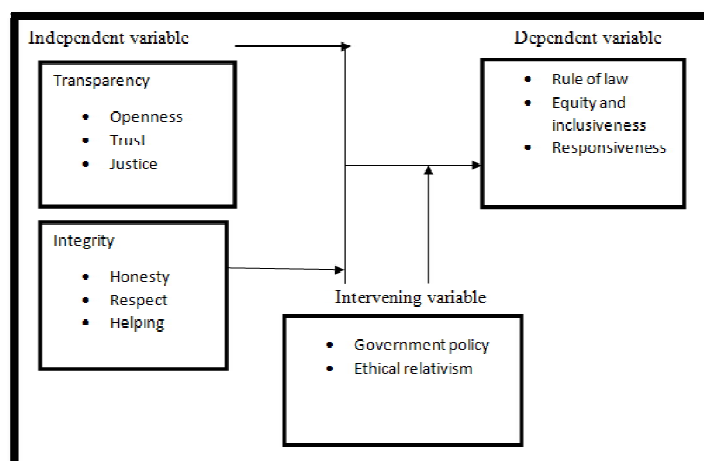 Independent variable
Dependent variable
Transparency
• Openness
• Trust
• Justice
• Rule of law
• Equity and
inclusiveness
• Responsiveness
Integrity
• Honesty
• Respect
• Helping
Intervening variable
• Government policy
• Ethical relativism